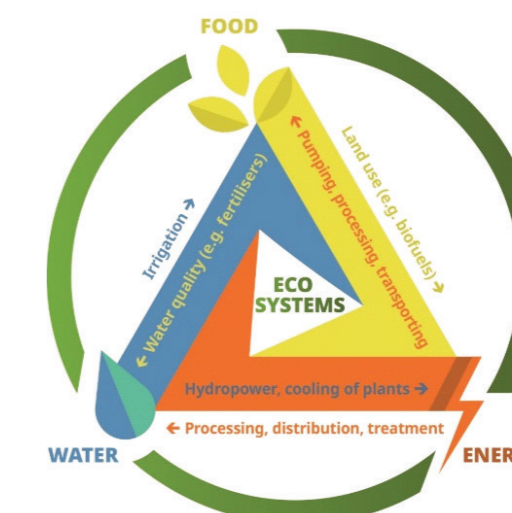 FOOD
Irrigation →
← Water quality (e.g. fertilisers)
← Pumping, processing, transporting
Land use (e.g. biofuels) →
ECO
SYSTEMS
Hydropower, cooling of plants →
← Processing, distribution, treatment
WATER
ENER